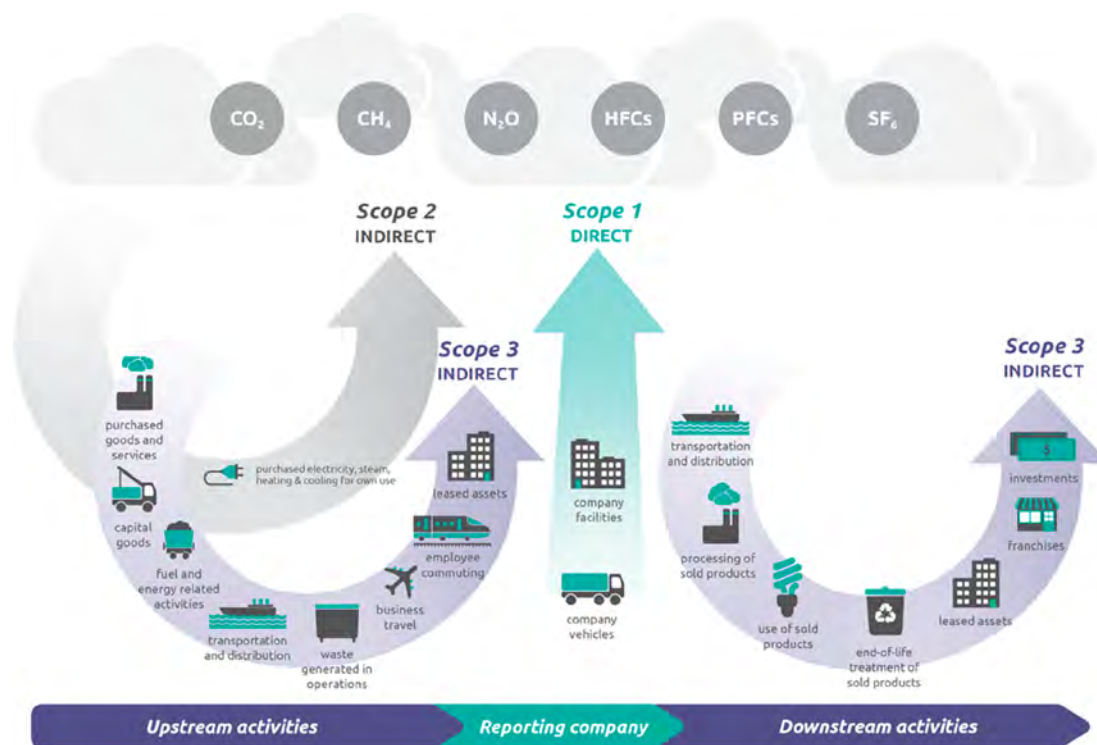 CO₂
CH₄
N₂O
HFCs
PFCs
SF₆
Scope 2
INDIRECT
Scope 1
DIRECT
Scope 3
INDIRECT
Scope 3
INDIRECT
purchased
goods and
services
capital
goods
fuel and
energy related
activities
purchased electricity, steam,
heating & cooling for own use
transportation
and distribution
waste
generated in
operations
business
travel
employee
commuting
leased assets
company
facilities
company
vehicles
transportation
and distribution
processing of
sold products
use of sold
products
end-of-life
treatment of
sold products
leased assets
franchises
$
investments
Upstream activities
Reporting company
Downstream activities